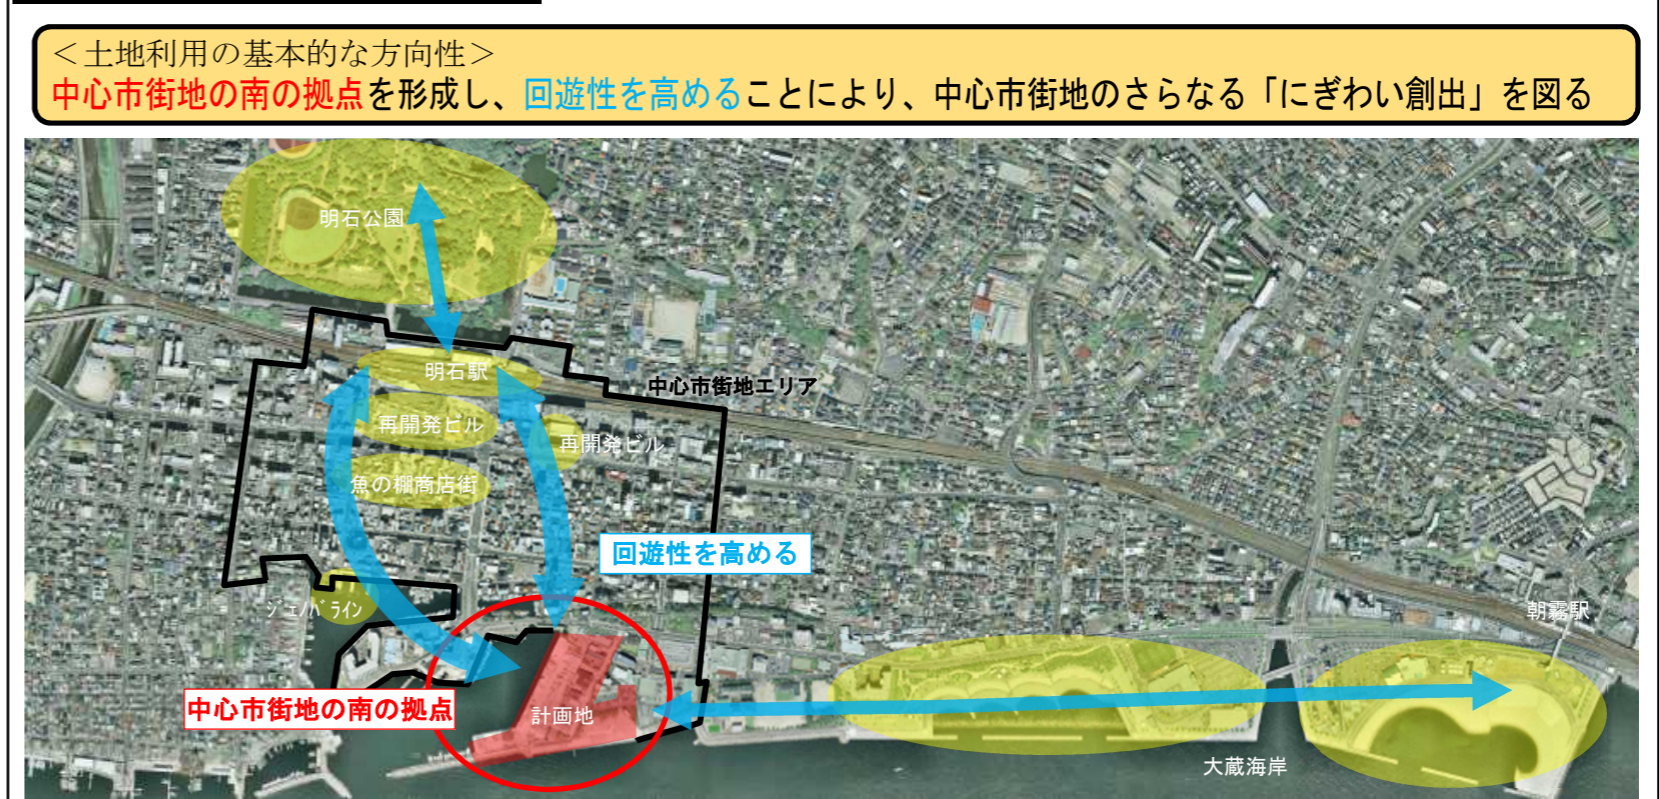 ＜土地利用の基本的な方向性＞
中心市街地の南の拠点を形成し、回遊性を高めることにより、中心市街地のさらなる「にぎわい創出」を図る
明石公園
明石駅
中心市街地エリア
再開発ビル
再開発ビル
魚の棚商店街
回遊性を高める
ｼﾞｪﾉﾊﾞﾗｲﾝ
朝霧駅
中心市街地の南の拠点
計画地
大蔵海岸